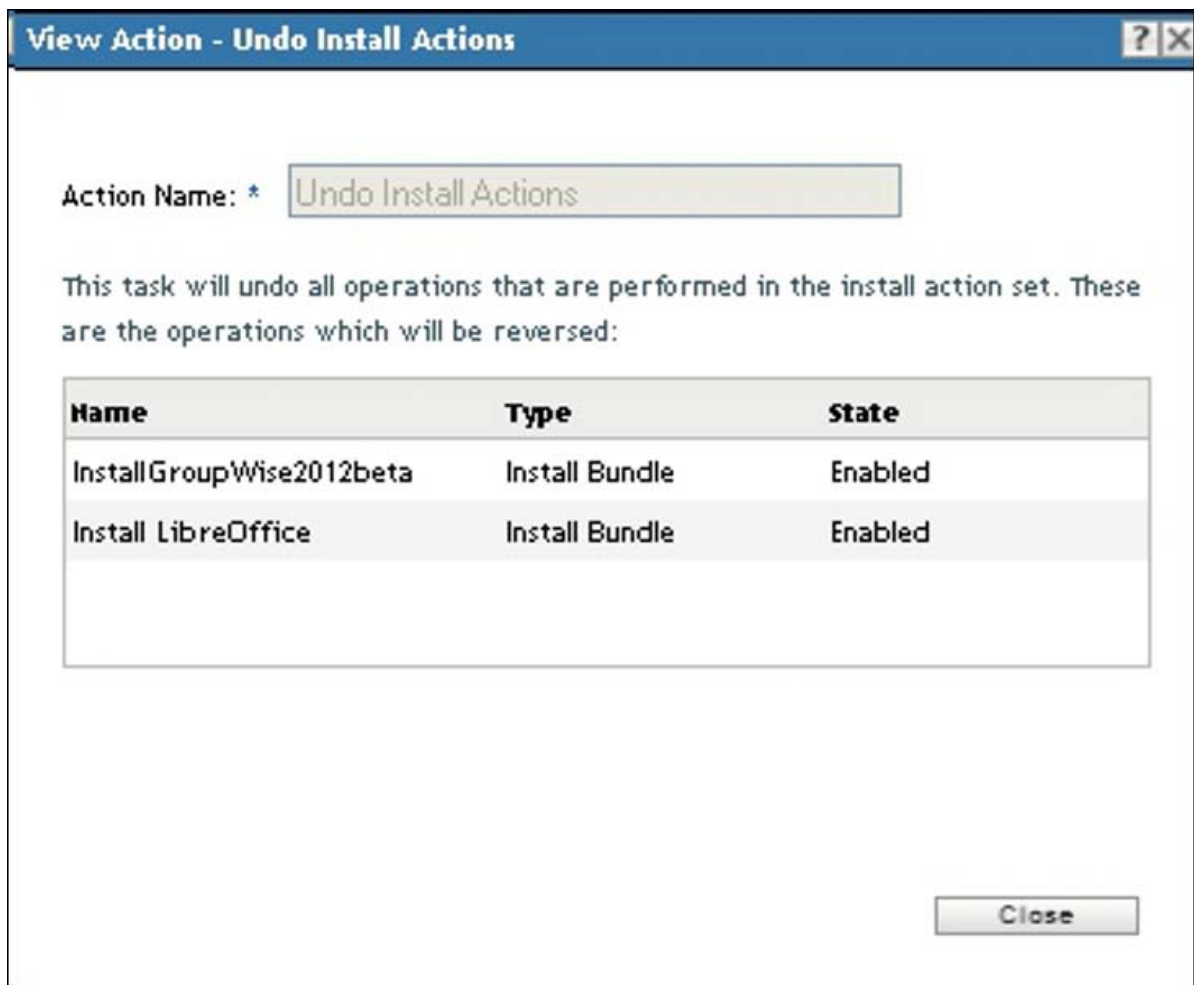 View Action - Undo Install Actions ? X
Action Name: * Undo Install Actions
This task will undo all operations that are performed in the install action set. These
are the operations which will be reversed:
Name Type State
InstallGroupWise2012beta Install Bundle Enabled
Install LibreOffice Install Bundle Enabled
Close